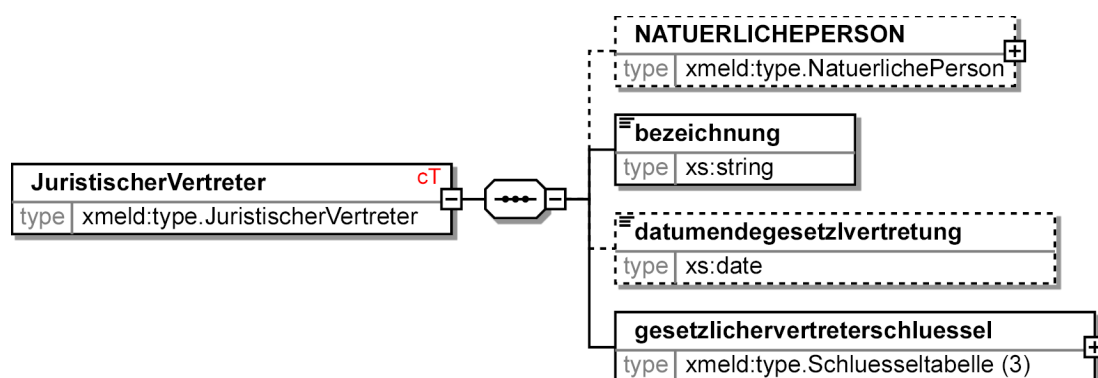 NATUERLICHEPERSON
type xmeld:type.NatuerlichePerson
bezeichnung
type xs:string
JuristischerVertreter cT
type xmeld:type.JuristischerVertreter
datumendegesetzlvertretung
type xs:date
gesetzlichervertreterschluessel
type xmeld:type.Schluesseltabelle (3)